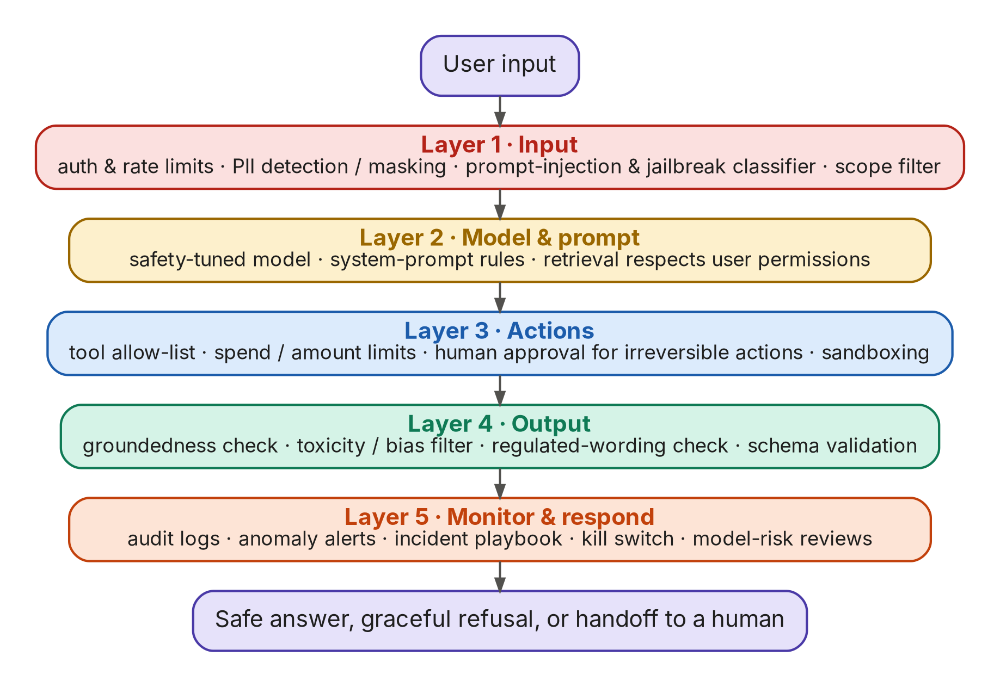 User input
Layer 1 · Input
auth & rate limits · PII detection / masking · prompt-injection & jailbreak classifier · scope filter
Layer 2 · Model & prompt
safety-tuned model · system-prompt rules · retrieval respects user permissions
Layer 3 · Actions
tool allow-list · spend / amount limits · human approval for irreversible actions · sandboxing
Layer 4 · Output
groundedness check · toxicity / bias filter · regulated-wording check · schema validation
Layer 5 · Monitor & respond
audit logs · anomaly alerts · incident playbook · kill switch · model-risk reviews
Safe answer, graceful refusal, or handoff to a human